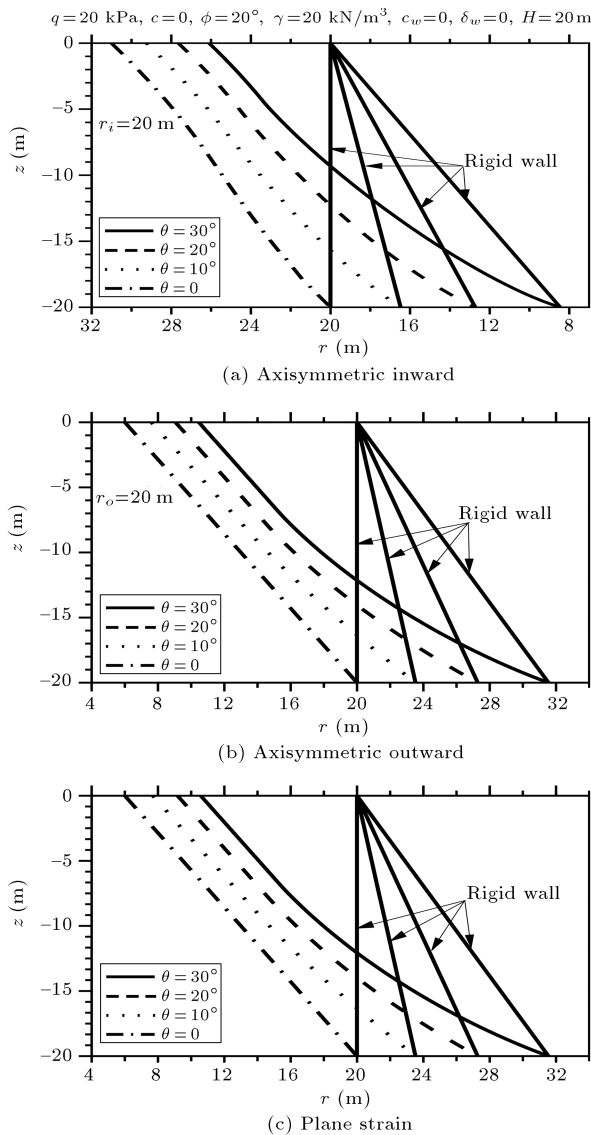 q=20 kPa, c=0, ϕ=20°, γ=20 kN/m³, c_w=0, δ_w=0, H=20 m
0
−5
−10
−15
−20
z (m)
r_i=20 m
Rigid wall
θ=30°
θ=20°
θ=10°
θ=0
32 28 24 20 16 12 8
r (m)
(a) Axisymmetric inward
0
−5
−10
−15
−20
z (m)
r_o=20 m
Rigid wall
θ=30°
θ=20°
θ=10°
θ=0
4 8 12 16 20 24 28 32
r (m)
(b) Axisymmetric outward
0
−5
−10
−15
−20
z (m)
Rigid wall
θ=30°
θ=20°
θ=10°
θ=0
4 8 12 16 20 24 28 32
r (m)
(c) Plane strain